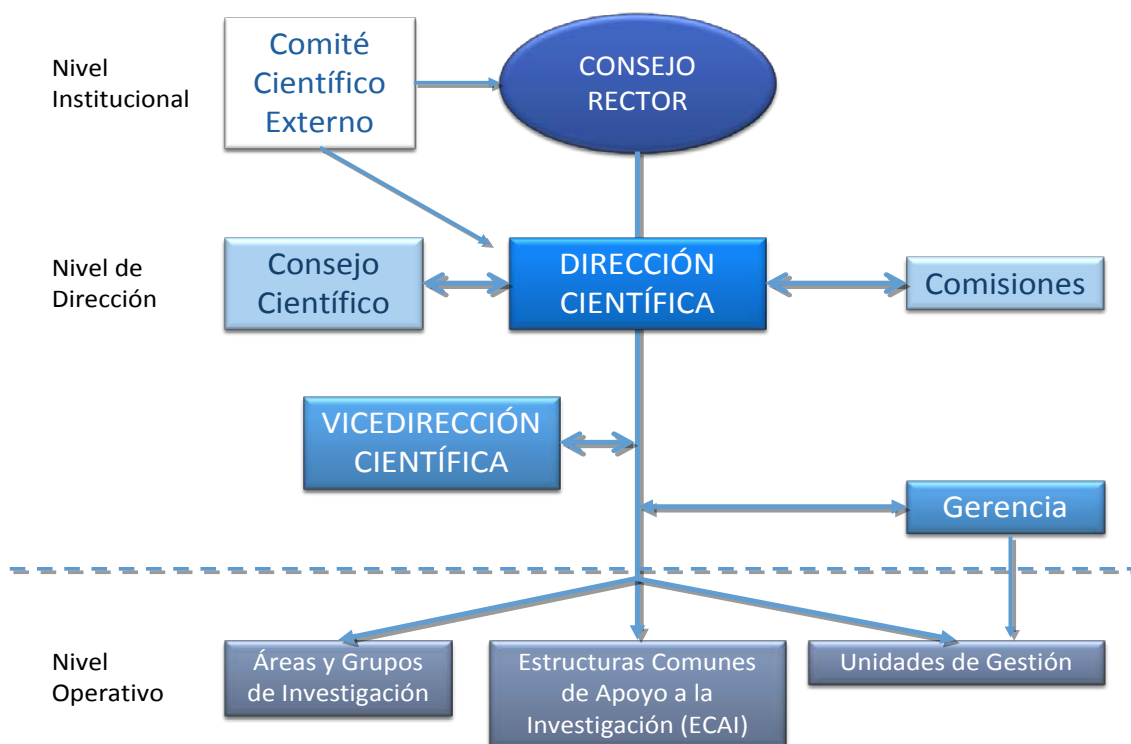 Nivel
Institucional
Comité
Científico
Externo
CONSEJO
RECTOR
Nivel de
Dirección
Consejo
Científico
DIRECCIÓN
CIENTÍFICA
Comisiones
VICEDIRECCIÓN
CIENTÍFICA
Gerencia
Nivel
Operativo
Áreas y Grupos
de Investigación
Estructuras Comunes
de Apoyo a la
Investigación (ECAI)
Unidades de Gestión